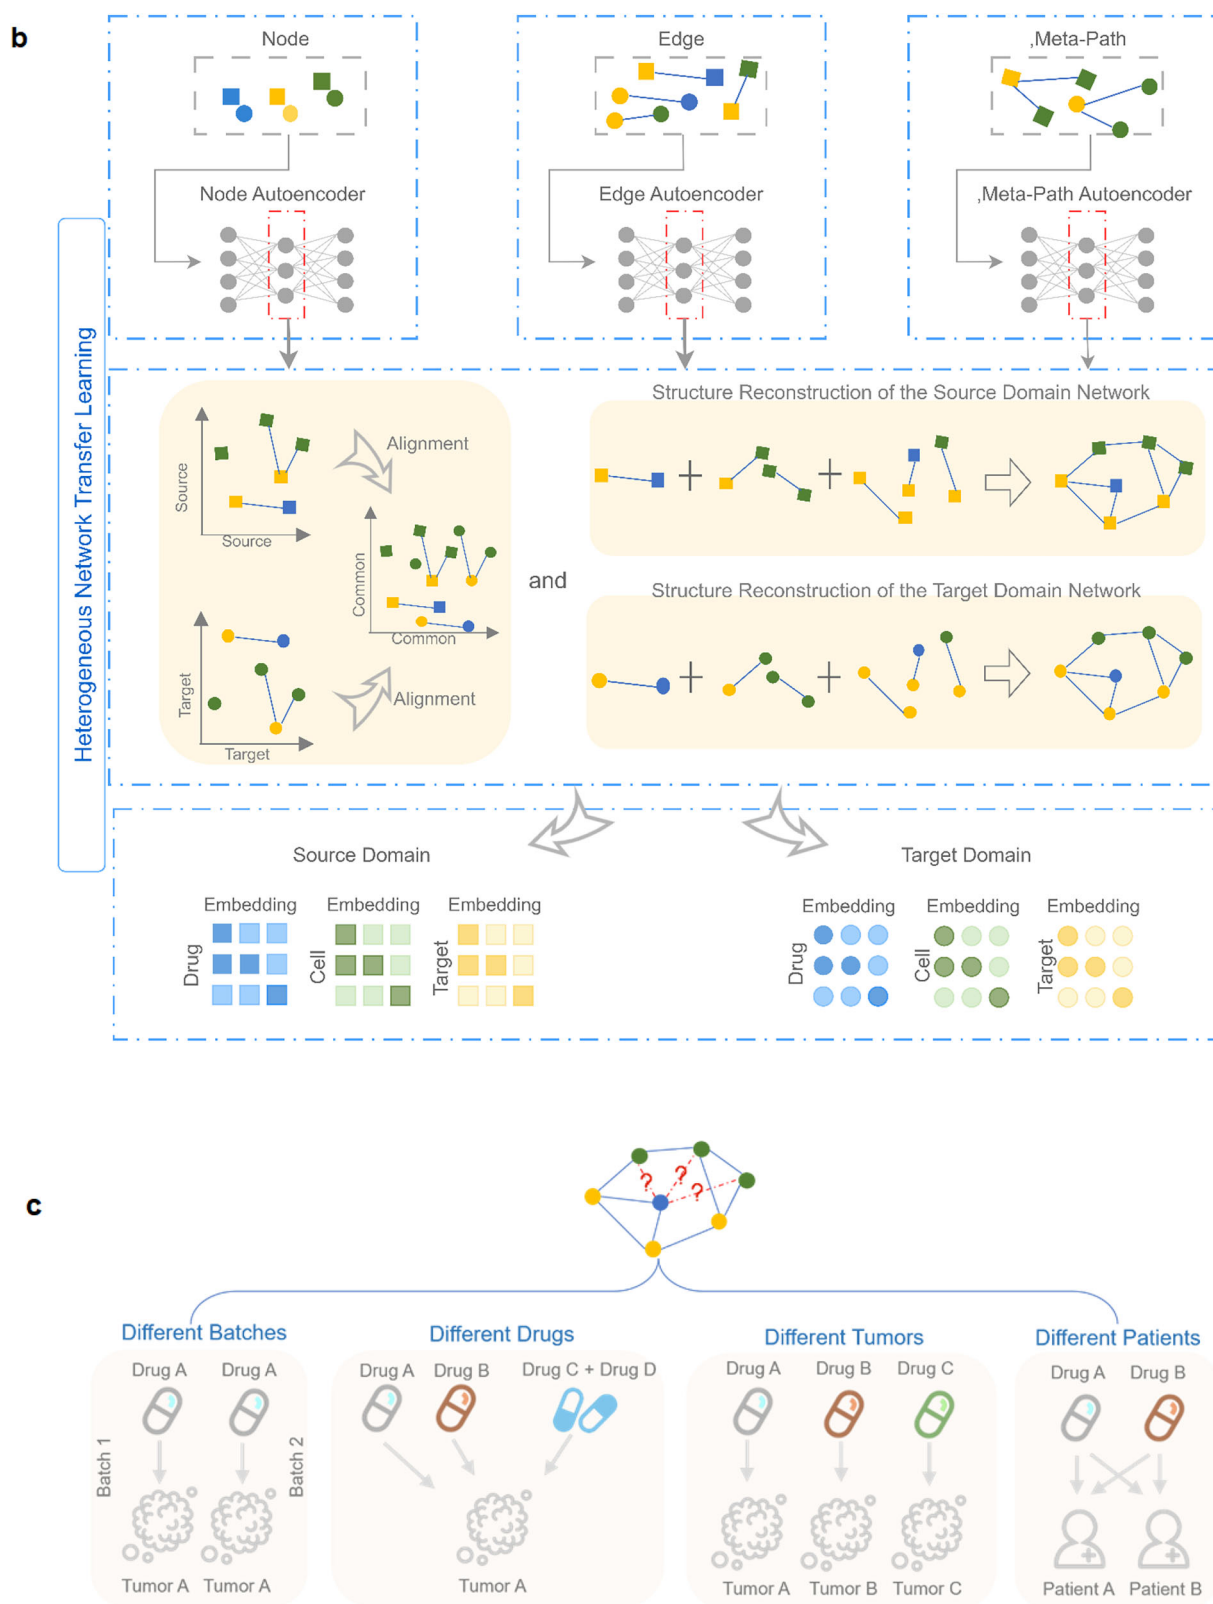 b
Node
Edge
,Meta-Path
Node Autoencoder
Edge Autoencoder
,Meta-Path Autoencoder
Heterogeneous Network Transfer Learning
Structure Reconstruction of the Source Domain Network
Source
Source
Alignment
Common
Common
and
Structure Reconstruction of the Target Domain Network
Target
Target
Alignment
Source Domain
Target Domain
Embedding
Embedding
Embedding
Embedding
Embedding
Embedding
Drug
Cell
Target
Drug
Cell
Target
c
? ? ?
Different Batches
Different Drugs
Different Tumors
Different Patients
Drug A
Drug A
Drug A
Drug B
Drug C + Drug D
Drug A
Drug B
Drug C
Drug A
Drug B
Batch 1
Batch 2
Tumor A
Tumor A
Tumor A
Tumor A
Tumor B
Tumor C
Patient A
Patient B